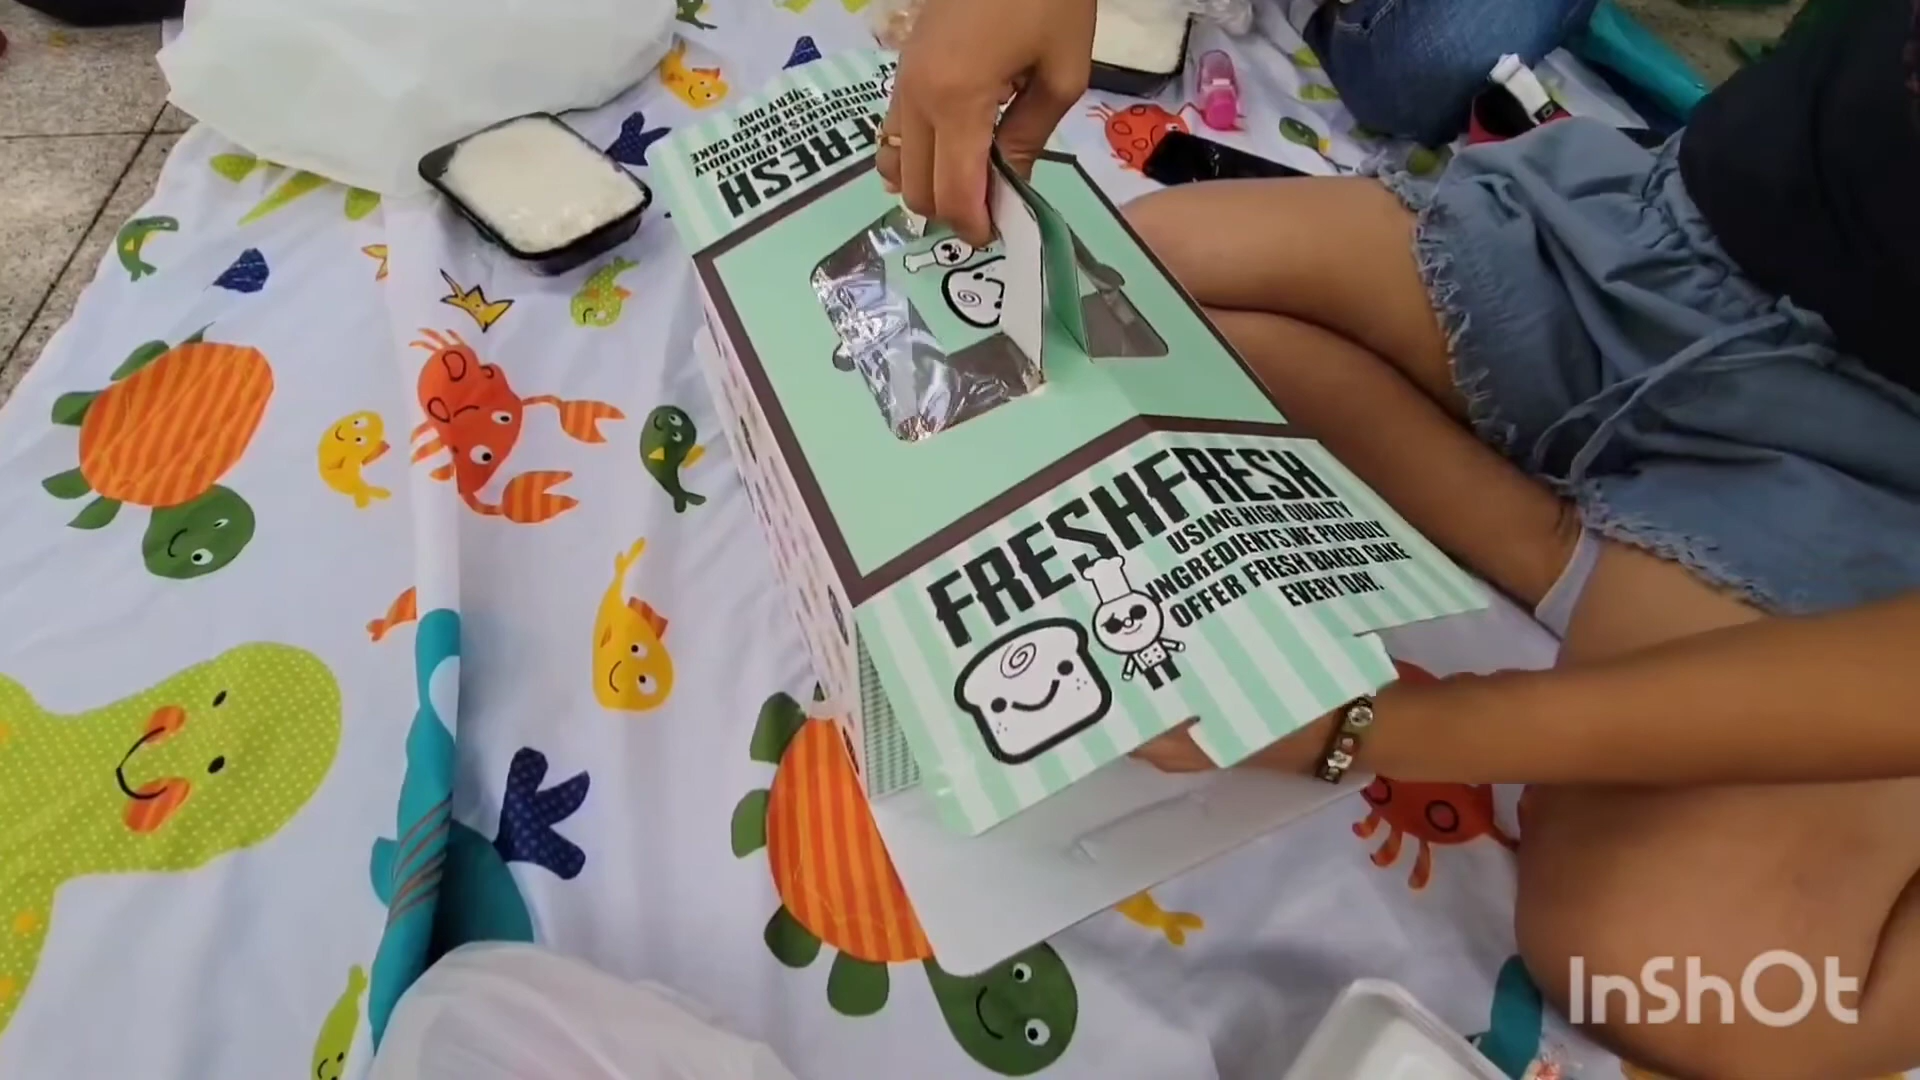 FRESH
USING HIGH QUALITY
INGREDIENTS WE PROUDLY
OFFER FRESH BAKED CAKE
EVERY DAY.
FRESHFRESH
USING HIGH QUALITY
INGREDIENTS,WE PROUDLY
OFFER FRESH BAKED CAKE
EVERY DAY.
InShOt